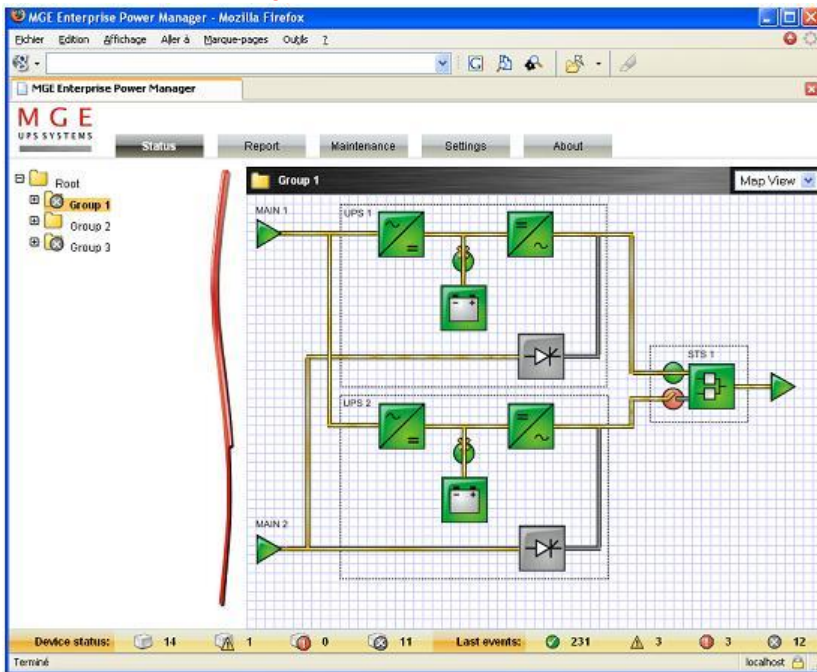 MGE Enterprise Power Manager - Mozilla Firefox
Fichier Edition Affichage Aller à Marque-pages Outils ?
G
MGE Enterprise Power Manager
MGE
UPS SYSTEMS
Status Report Maintenance Settings About
Root
Group 1
Group 2
Group 3
Group 1 Map View
MAIN 1
UPS 1
STS 1
UPS 2
MAIN 2
Device status: 14 1 0 11 Last events: 231 3 3 12
Terminé localhost